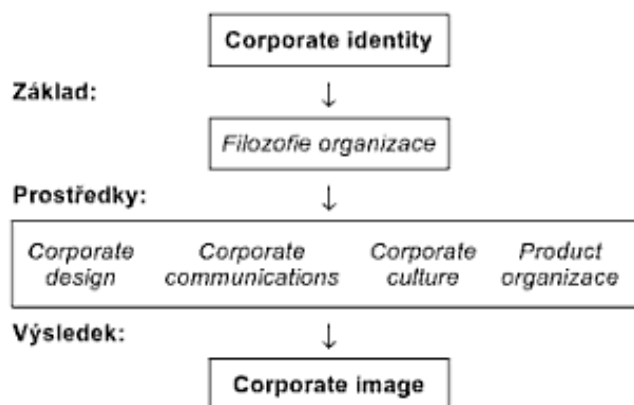 Corporate identity
Základ:
↓
Filozofie organizace
Prostředky:
↓
Corporate Corporate Corporate Product
design communications culture organizace
Výsledek:
↓
Corporate image